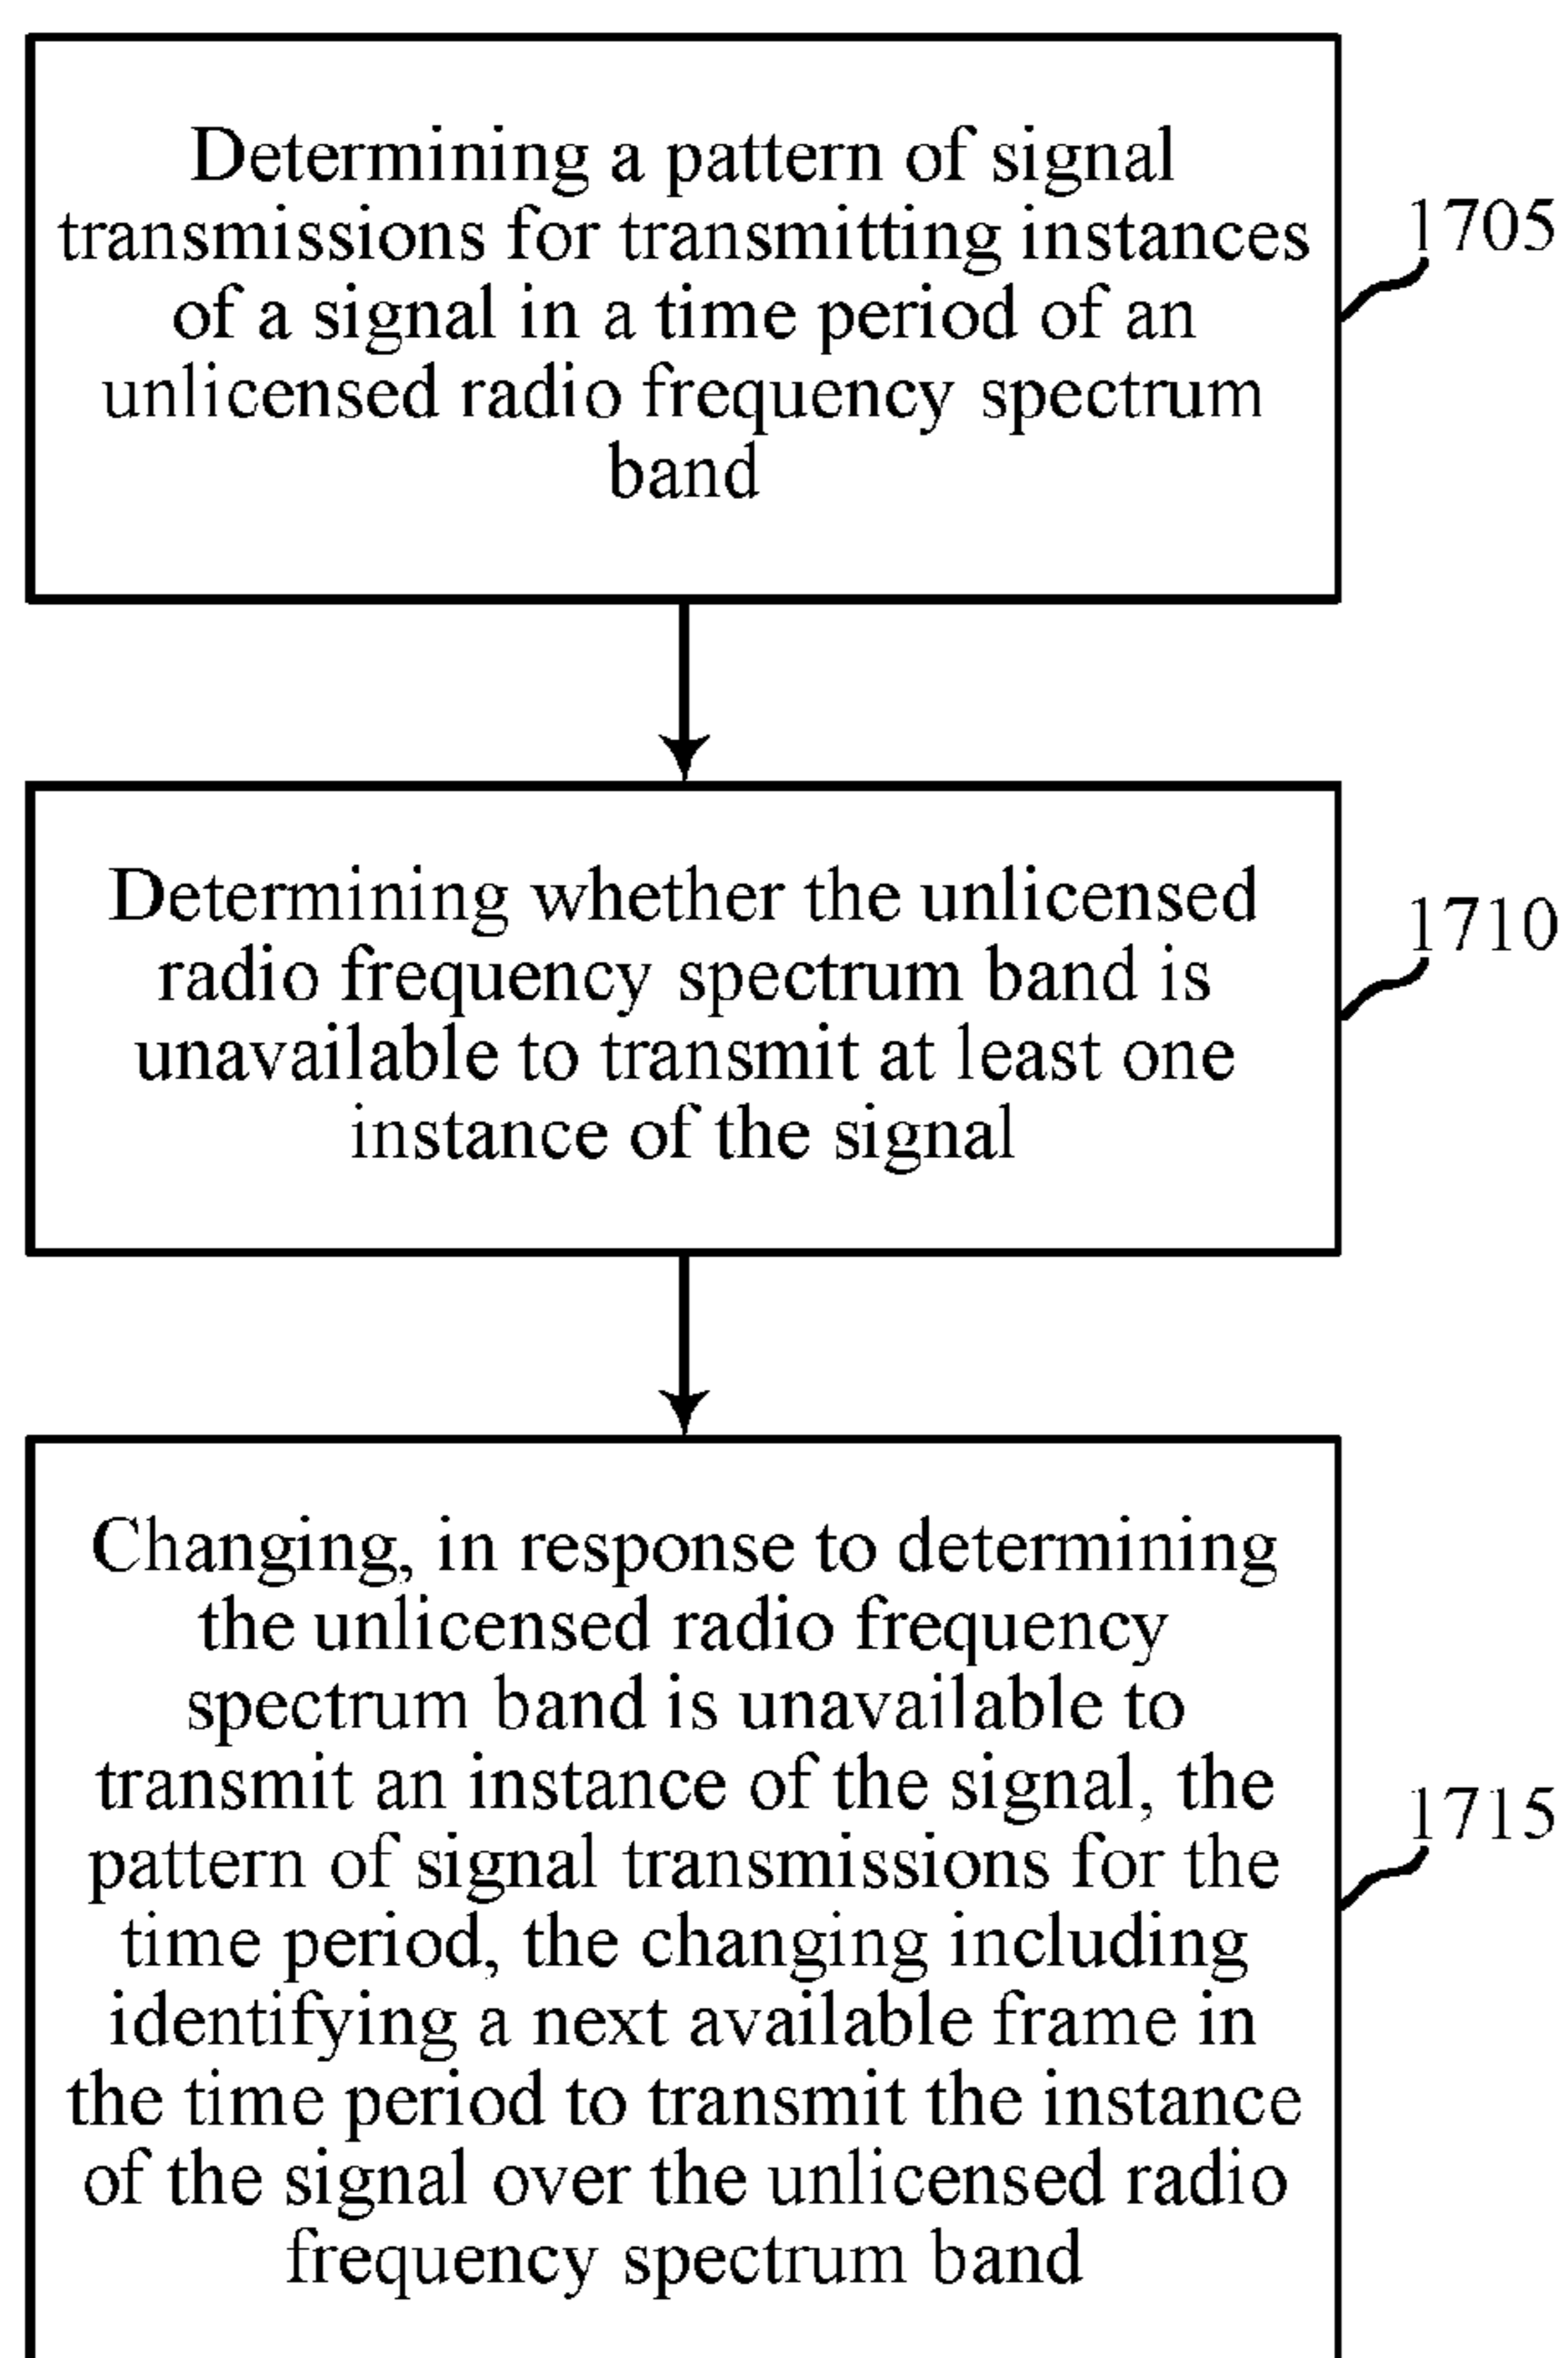 Determining a pattern of signal
transmissions for transmitting instances
of a signal in a time period of an
unlicensed radio frequency spectrum
band
1705
Determining whether the unlicensed
radio frequency spectrum band is
unavailable to transmit at least one
instance of the signal
1710
Changing, in response to determining
the unlicensed radio frequency
spectrum band is unavailable to
transmit an instance of the signal, the
pattern of signal transmissions for the
time period, the changing including
identifying a next available frame in
the time period to transmit the instance
of the signal over the unlicensed radio
frequency spectrum band
1715